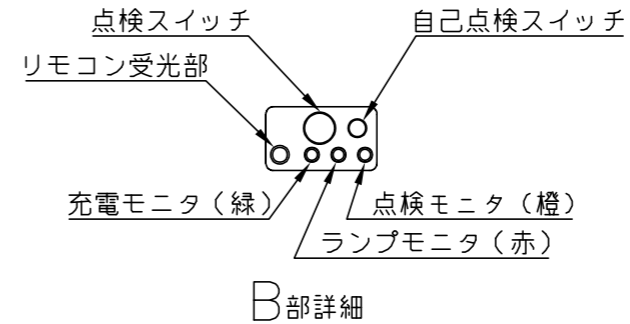 点検スイッチ
自己点検スイッチ
リモコン受光部
充電モニタ（緑）
点検モニタ（橙）
ランプモニタ（赤）
B部詳細